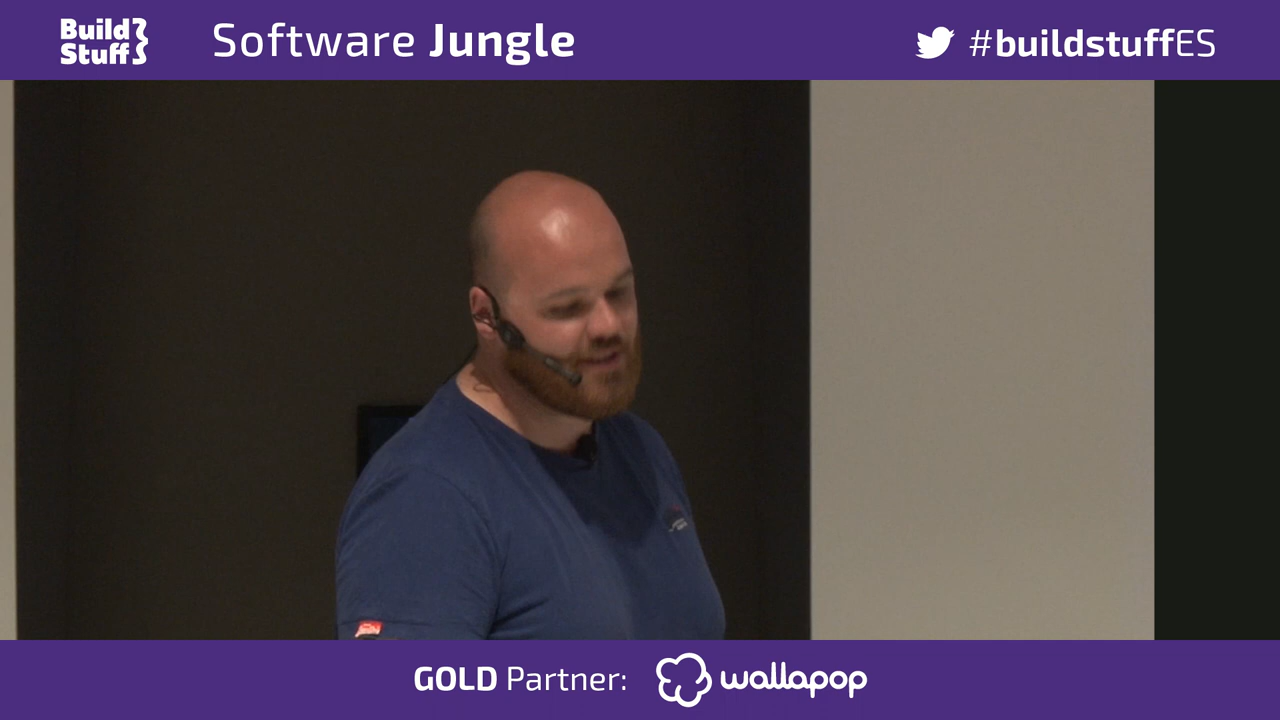 Build
Stuff
Software Jungle
#buildstuffES
GOLD Partner:
wallapop